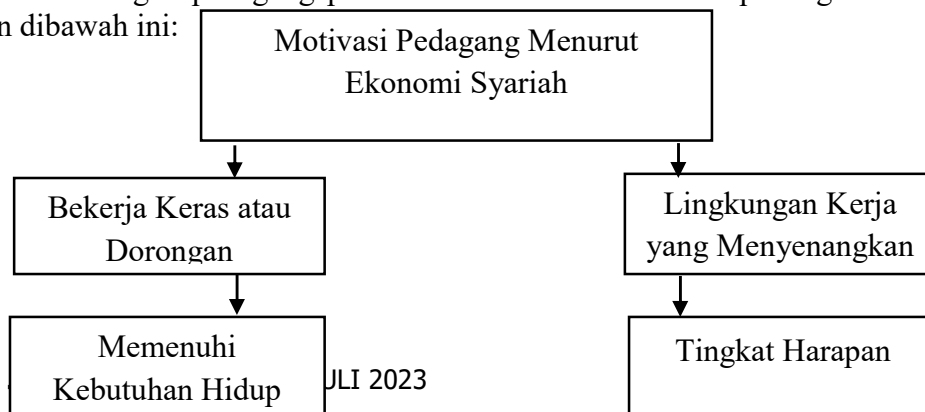 n dibawah ini:
Motivasi Pedagang Menurut
Ekonomi Syariah
Bekerja Keras atau
Dorongan
Lingkungan Kerja
yang Menyenangkan
Memenuhi
Kebutuhan Hidup
Tingkat Harapan
JLI 2023